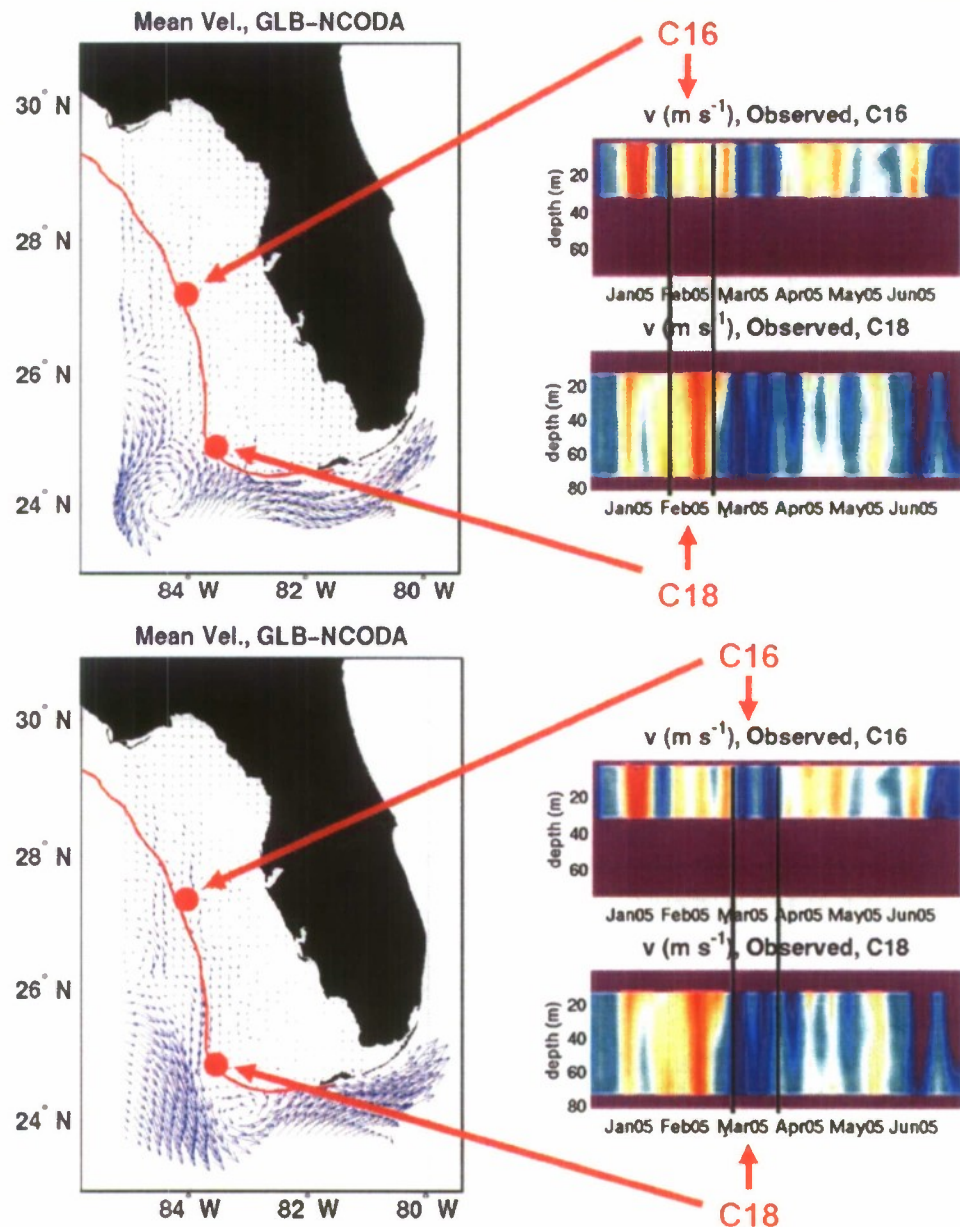 Mean Vel., GLB-NCODA
C16
30° N
28° N
26° N
24° N
84° W
82° W
80° W
v (m s⁻¹), Observed, C16
depth (m)
20
40
60
Jan05 Feb05 Mar05 Apr05 May05 Jun05
v (m s⁻¹), Observed, C18
depth (m)
20
40
60
80
Jan05 Feb05 Mar05 Apr05 May05 Jun05
C18
Mean Vel., GLB-NCODA
C16
30° N
28° N
26° N
24° N
84° W
82° W
80° W
v (m s⁻¹), Observed, C16
depth (m)
20
40
60
Jan05 Feb05 Mar05 Apr05 May05 Jun05
v (m s⁻¹), Observed, C18
depth (m)
20
40
60
80
Jan05 Feb05 Mar05 Apr05 May05 Jun05
C18